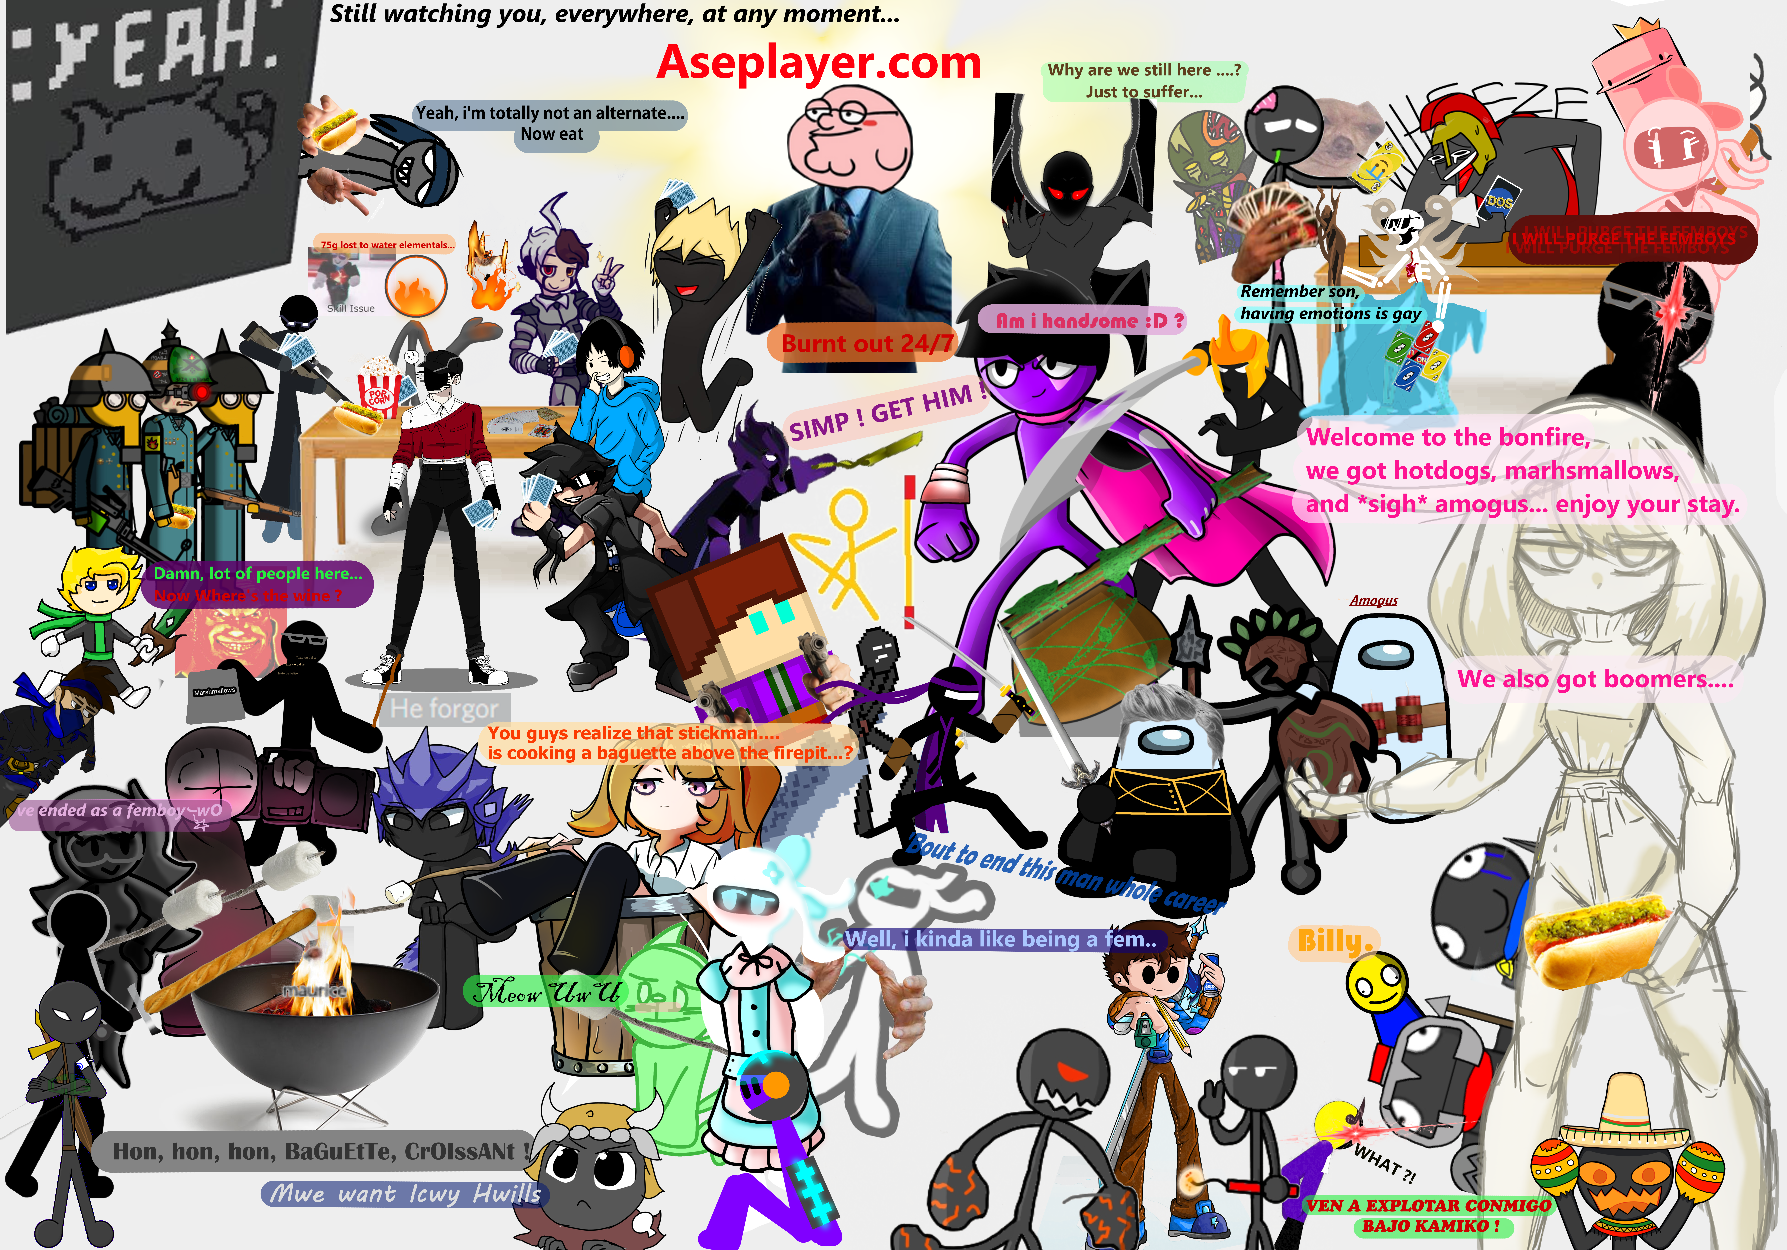 :YEAH.
Still watching you, everywhere, at any moment...
Aseplayer.com
Why are we still here ....?
Just to suffer...
Yeah, i'm totally not an alternate....
Now eat
DOS
I WILL PURGE THE FEMBOYS
75g lost to water elementals...
Skill Issue
Remember son,
having emotions is gay
Am i handsome :D ?
Burnt out 24/7
POP
CORN
SIMP ! GET HIM !
Welcome to the bonfire,
we got hotdogs, marhsmallows,
and *sigh* amogus... enjoy your stay.
Damn, lot of people here...
Now Where's the wine ?
Amogus
We also got boomers....
Marshmallows
He forgor
You guys realize that stickman....
is cooking a baguette above the firepit...?
've ended as a femboy~wO
'Bout to end this man whole career
Well, i kinda like being a fem..
Billy.
Meow UwU
maurice
Hon, hon, hon, BaGuEtTe, CrOIssANt !
Mwe want Icwy Hwills
WHAT ?!
VEN A EXPLOTAR CONMIGO
BAJO KAMIKO !